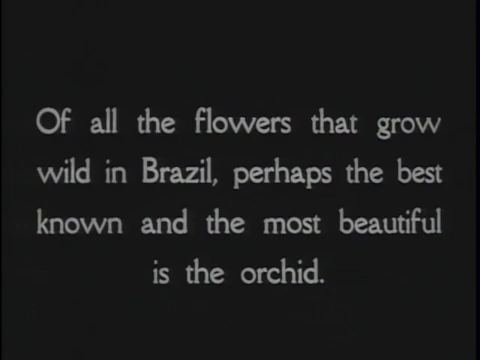 Of all the flowers that grow
wild in Brazil, perhaps the best
known and the most beautiful
is the orchid.